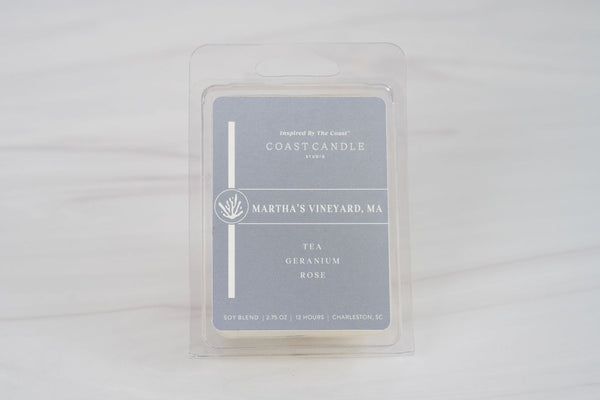 Inspired By The Coast™
COAST CANDLE
STUDIO
MARTHA'S VINEYARD, MA
TEA
GERANIUM
ROSE
SOY BLEND | 2.75 OZ | 12 HOURS | CHARLESTON, SC